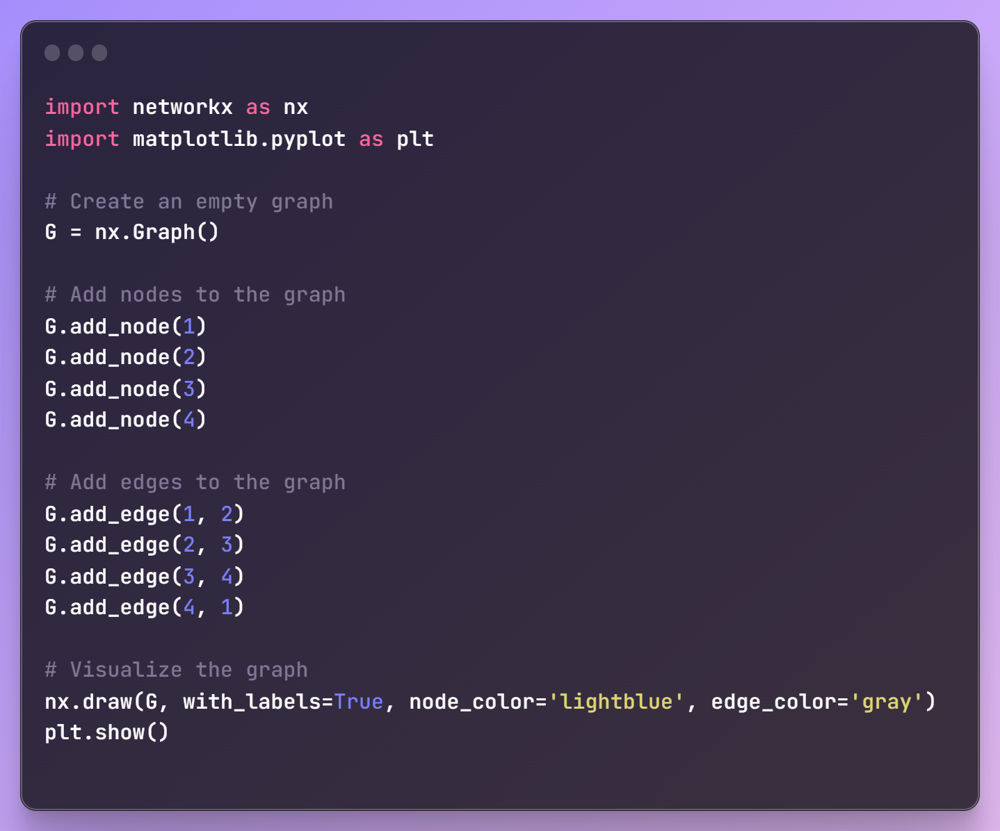 import networkx as nx
import matplotlib.pyplot as plt

# Create an empty graph
G = nx.Graph()

# Add nodes to the graph
G.add_node(1)
G.add_node(2)
G.add_node(3)
G.add_node(4)

# Add edges to the graph
G.add_edge(1, 2)
G.add_edge(2, 3)
G.add_edge(3, 4)
G.add_edge(4, 1)

# Visualize the graph
nx.draw(G, with_labels=True, node_color='lightblue', edge_color='gray')
plt.show()